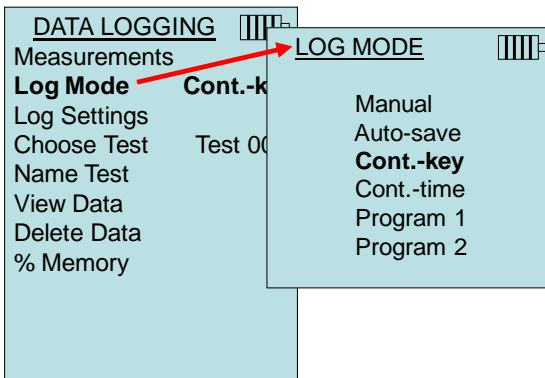 DATA LOGGING
Measurements
Log Mode
Log Settings
Choose Test Test
Name Test
View Data
Delete Data
% Memory
LOG MODE
Manual
Auto-save
Cont.-key
Cont.-time
Program 1
Program 2